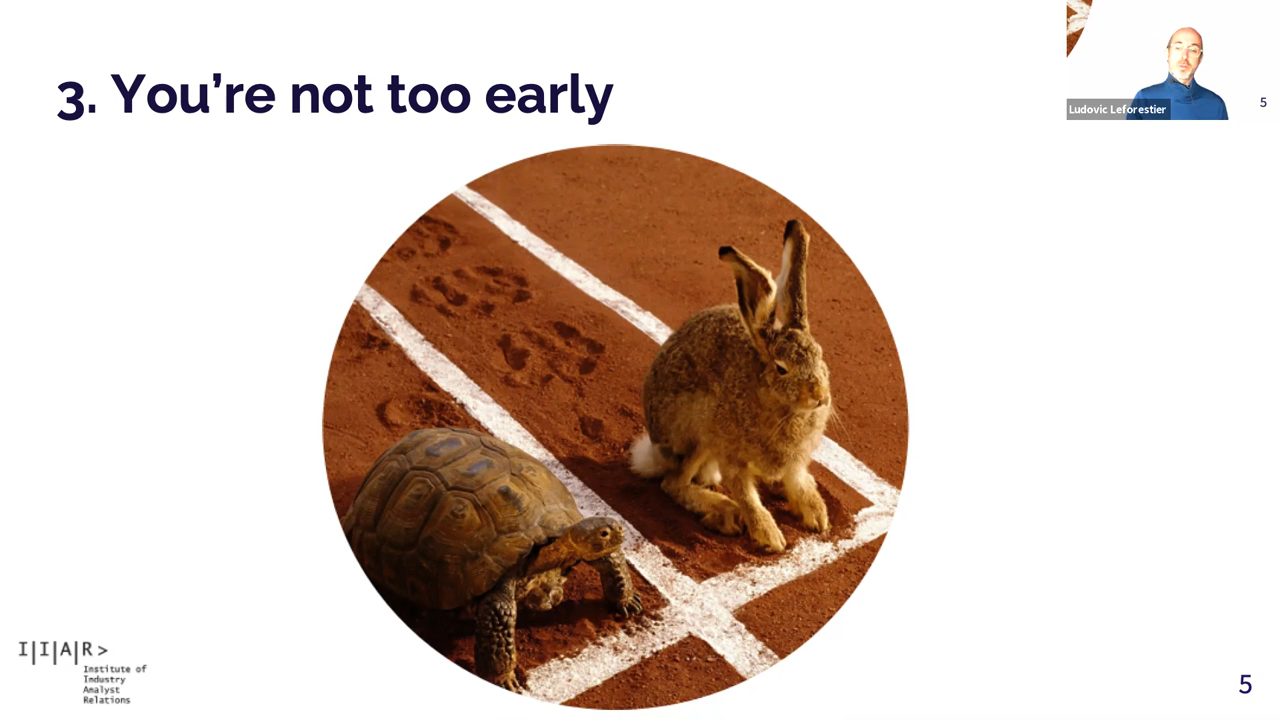 3. You’re not too early
Ludovic Leforestier
5
I|I|A|R>
Institute of
Industry
Analyst
Relations
5